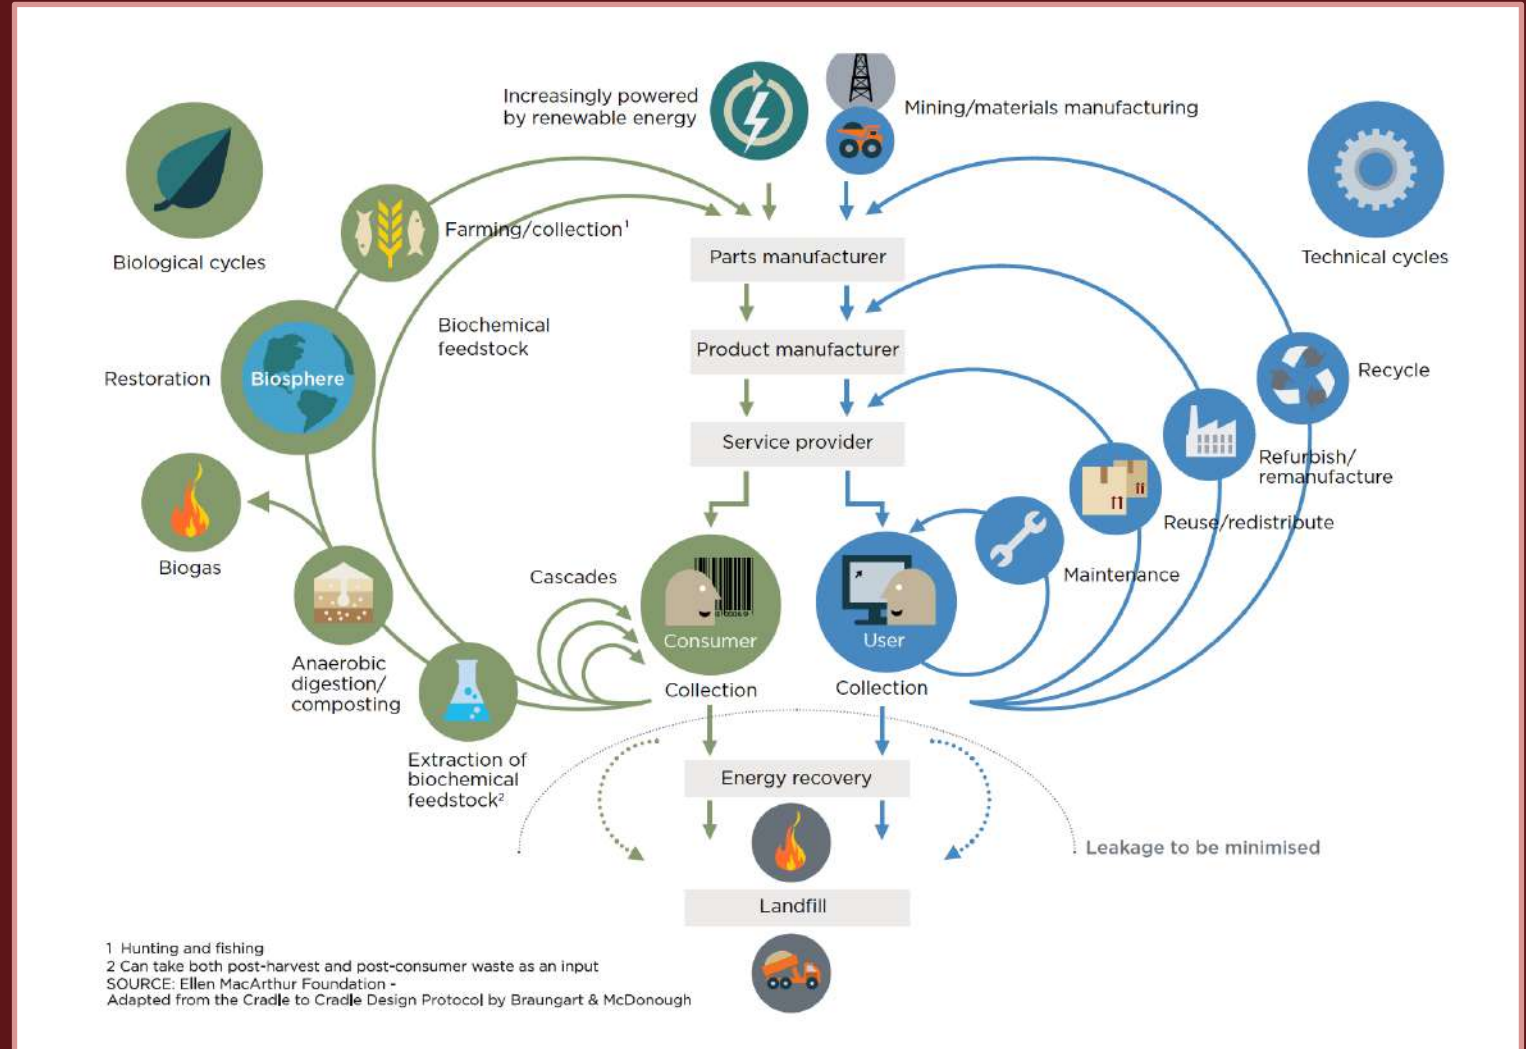 Increasingly powered
by renewable energy
Mining/materials manufacturing
Biological cycles
Technical cycles
Farming/collection¹
Parts manufacturer
Biochemical
feedstock
Product manufacturer
Restoration
Biosphere
Recycle
Service provider
Refurbish/
remanufacture
Reuse/redistribute
Biogas
Cascades
Maintenance
Consumer
User
Anaerobic
digestion/
composting
Collection
Collection
Extraction of
biochemical
feedstock²
Energy recovery
Leakage to be minimised
Landfill
1 Hunting and fishing
2 Can take both post-harvest and post-consumer waste as an input
SOURCE: Ellen MacArthur Foundation -
Adapted from the Cradle to Cradle Design Protocol by Braungart & McDonough